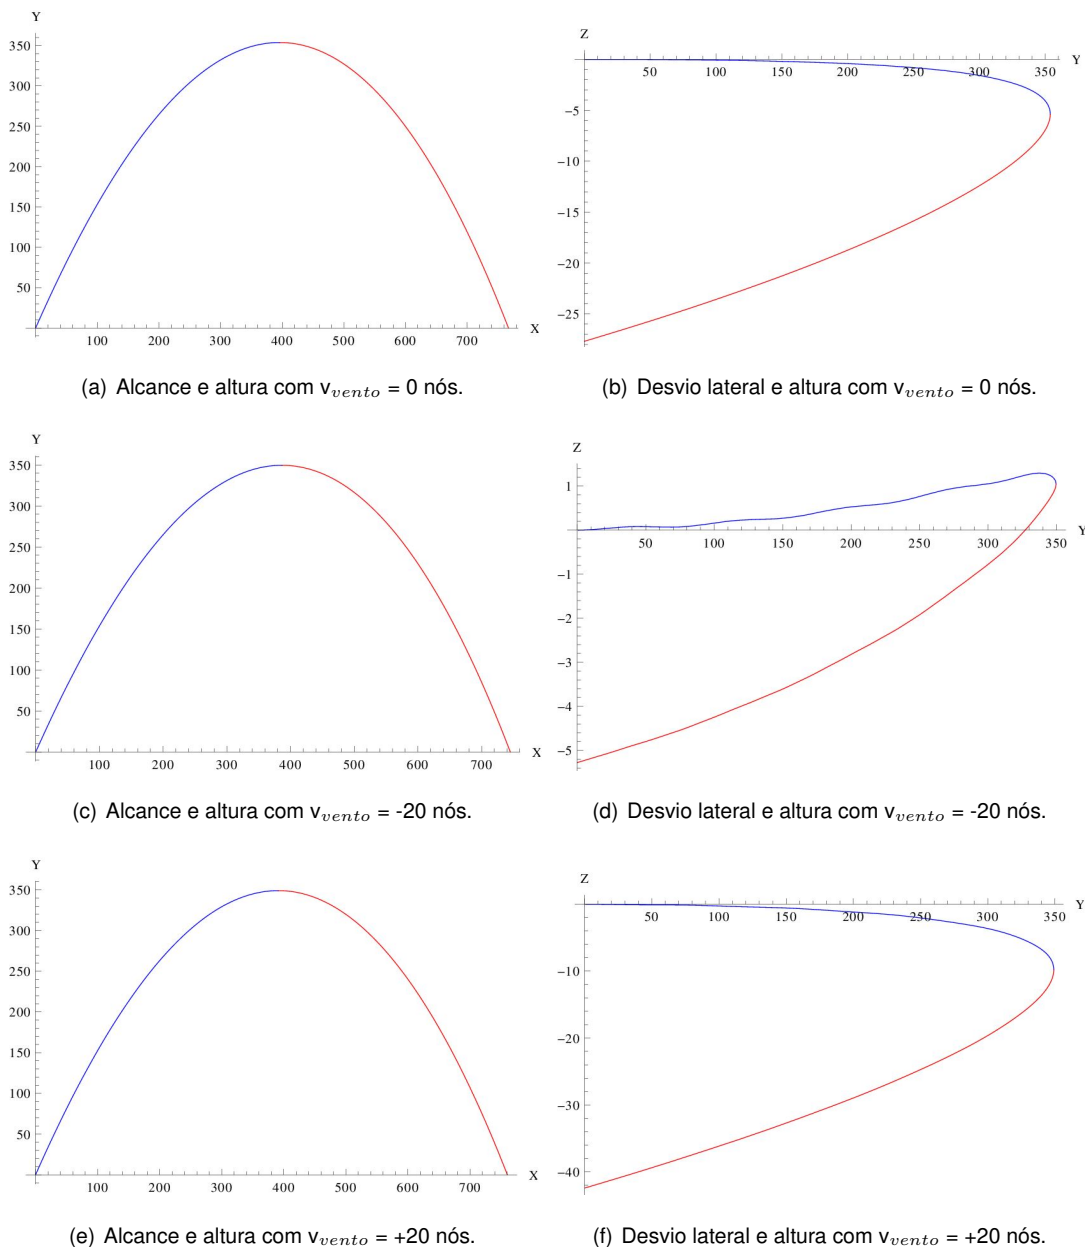 Y
350
300
250
200
150
100
50
100 200 300 400 500 600 700 X
(a) Alcance e altura com v_vento = 0 nós.
Z
50 100 150 200 250 300 350 Y
−5
−10
−15
−20
−25
(b) Desvio lateral e altura com v_vento = 0 nós.
Y
350
300
250
200
150
100
50
100 200 300 400 500 600 700 X
(c) Alcance e altura com v_vento = -20 nós.
Z
1
50 100 150 200 250 300 350 Y
−1
−2
−3
−4
−5
(d) Desvio lateral e altura com v_vento = -20 nós.
Y
350
300
250
200
150
100
50
100 200 300 400 500 600 700 X
(e) Alcance e altura com v_vento = +20 nós.
Z
50 100 150 200 250 300 350 Y
−10
−20
−30
−40
(f) Desvio lateral e altura com v_vento = +20 nós.